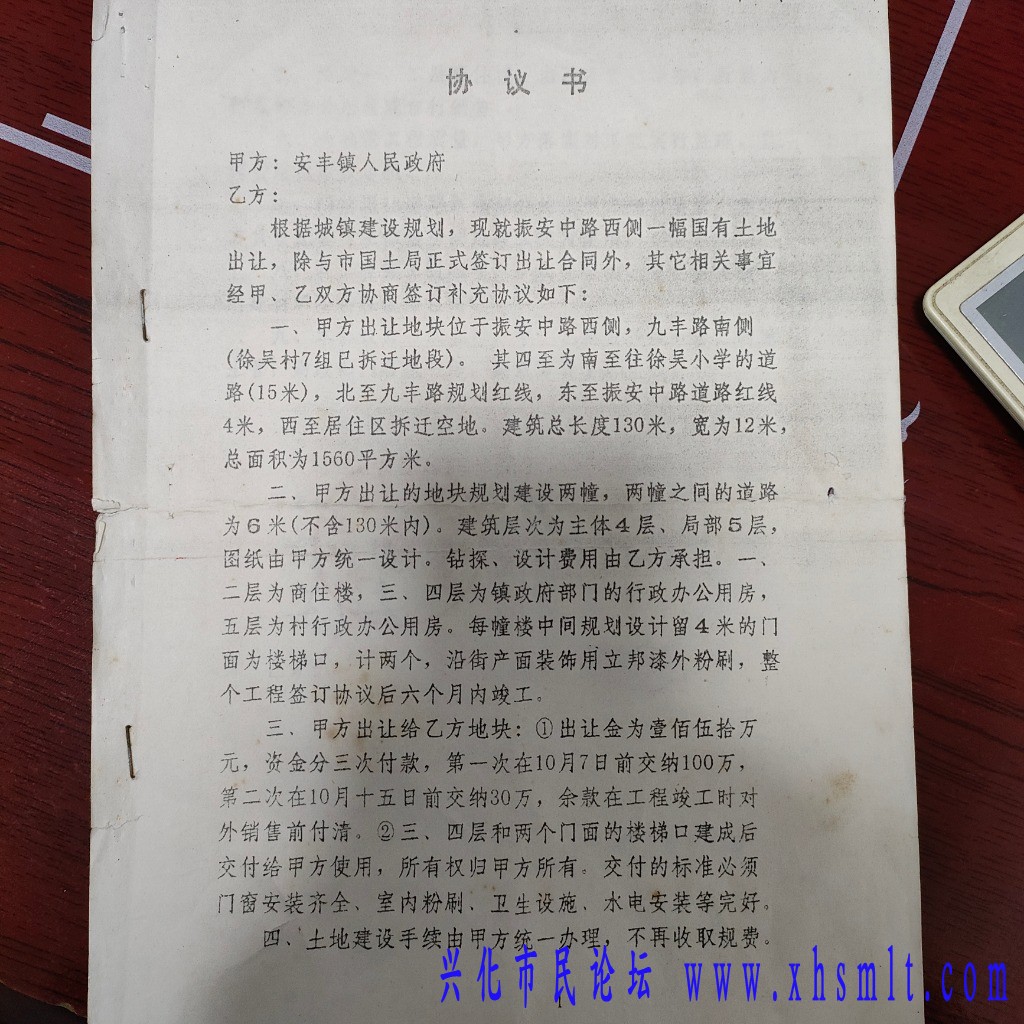 协议书
甲方：安丰镇人民政府
乙方：
根据城镇建设规划，现就振安中路西侧一幅国有土地
出让，除与市国土局正式签订出让合同外，其它相关事宜
经甲、乙双方协商签订补充协议如下：
一、甲方出让地块位于振安中路西侧，九丰路南侧
(徐吴村7组已拆迁地段)。其四至为南至往徐吴小学的道
路(15米)，北至九丰路规划红线，东至振安中路道路红线
4米，西至居住区拆迁空地。建筑总长度130米，宽为12米，
总面积为1560平方米。
二、甲方出让的地块规划建设两幢，两幢之间的道路
为6米(不含130米内)。建筑层次为主体4层、局部5层，
图纸由甲方统一设计。钻探、设计费用由乙方承担。一、
二层为商住楼，三、四层为镇政府部门的行政办公用房，
五层为村行政办公用房。每幢楼中间规划设计留4米的门
面为楼梯口，计两个，沿街产面装饰用立邦漆外粉刷，整
个工程签订协议后六个月内竣工。
三、甲方出让给乙方地块：①出让金为壹佰伍拾万
元，资金分三次付款，第一次在10月7日前交纳100万，
第二次在10月十五日前交纳30万，余款在工程竣工时对
外销售前付清。②三、四层和两个门面的楼梯口建成后
交付给甲方使用，所有权归甲方所有。交付的标准必须
门窗安装齐全、室内粉刷、卫生设施、水电安装等完好。
四、土地建设手续由甲方统一办理，不再收取规费。
兴化市民论坛 www.xhsmlt.com